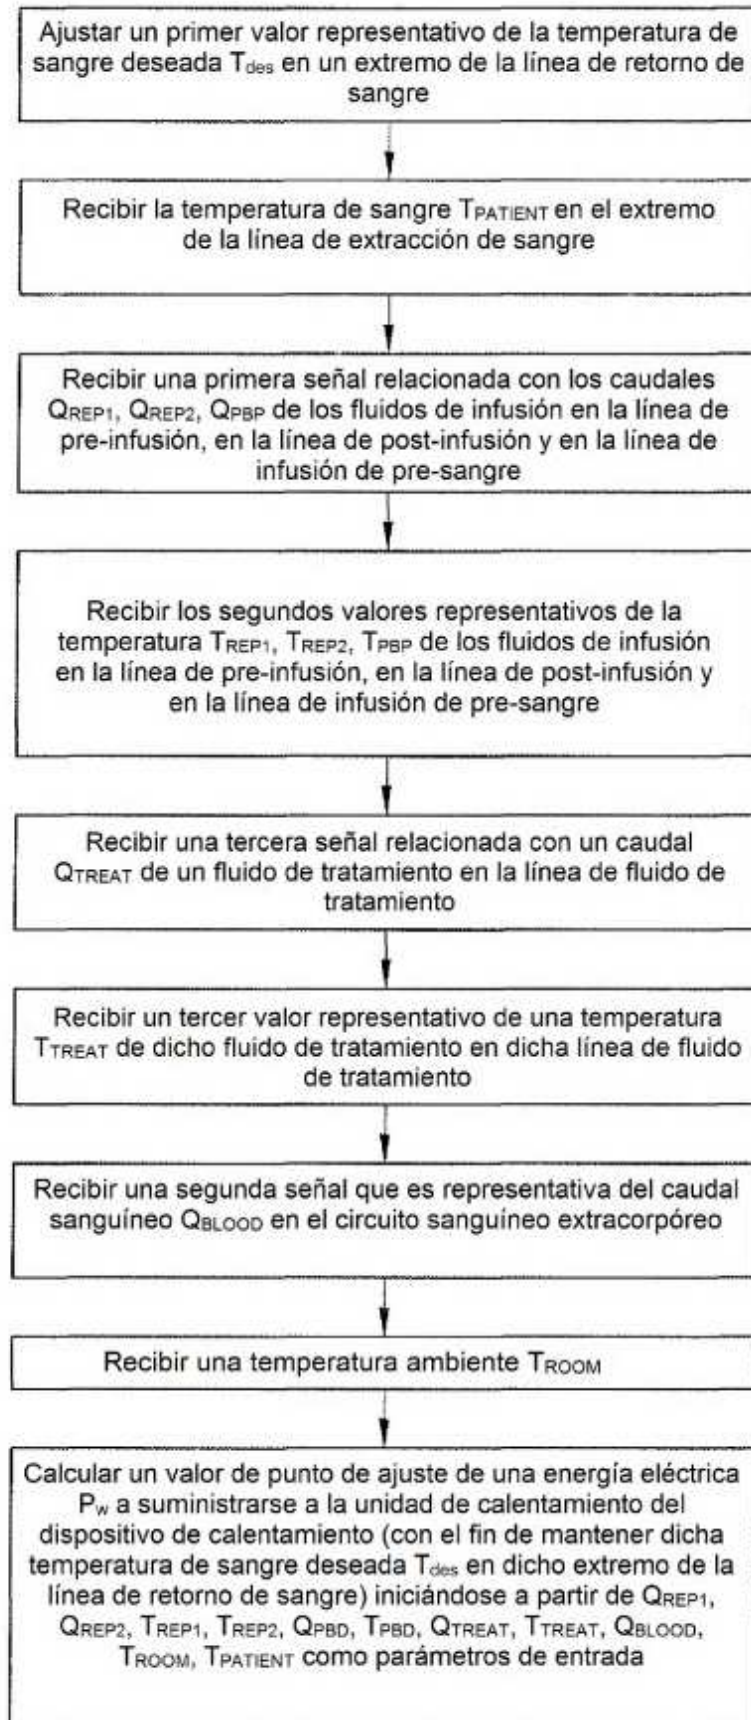 Ajustar un primer valor representativo de la temperatura de
sangre deseada Tdes en un extremo de la línea de retorno de
sangre
Recibir la temperatura de sangre TPATIENT en el extremo
de la línea de extracción de sangre
Recibir una primera señal relacionada con los caudales
QREP1, QREP2, QPBP de los fluidos de infusión en la línea de
pre-infusión, en la línea de post-infusión y en la línea de
infusión de pre-sangre
Recibir los segundos valores representativos de la
temperatura TREP1, TREP2, TPBP de los fluidos de infusión
en la línea de pre-infusión, en la línea de post-infusión y
en la línea de infusión de pre-sangre
Recibir una tercera señal relacionada con un caudal
QTREAT de un fluido de tratamiento en la línea de fluido de
tratamiento
Recibir un tercer valor representativo de una temperatura
TTREAT de dicho fluido de tratamiento en dicha línea de fluido
de tratamiento
Recibir una segunda señal que es representativa del caudal
sanguíneo QBLOOD en el circuito sanguíneo extracorpóreo
Recibir una temperatura ambiente TROOM
Calcular un valor de punto de ajuste de una energía eléctrica
Pw a suministrarse a la unidad de calentamiento del
dispositivo de calentamiento (con el fin de mantener dicha
temperatura de sangre deseada Tdes en dicho extremo de la
línea de retorno de sangre) iniciándose a partir de QREP1,
QREP2, TREP1, TREP2, QPBD, TPBD, QTREAT, TTREAT, QBLOOD,
TROOM, TPATIENT como parámetros de entrada